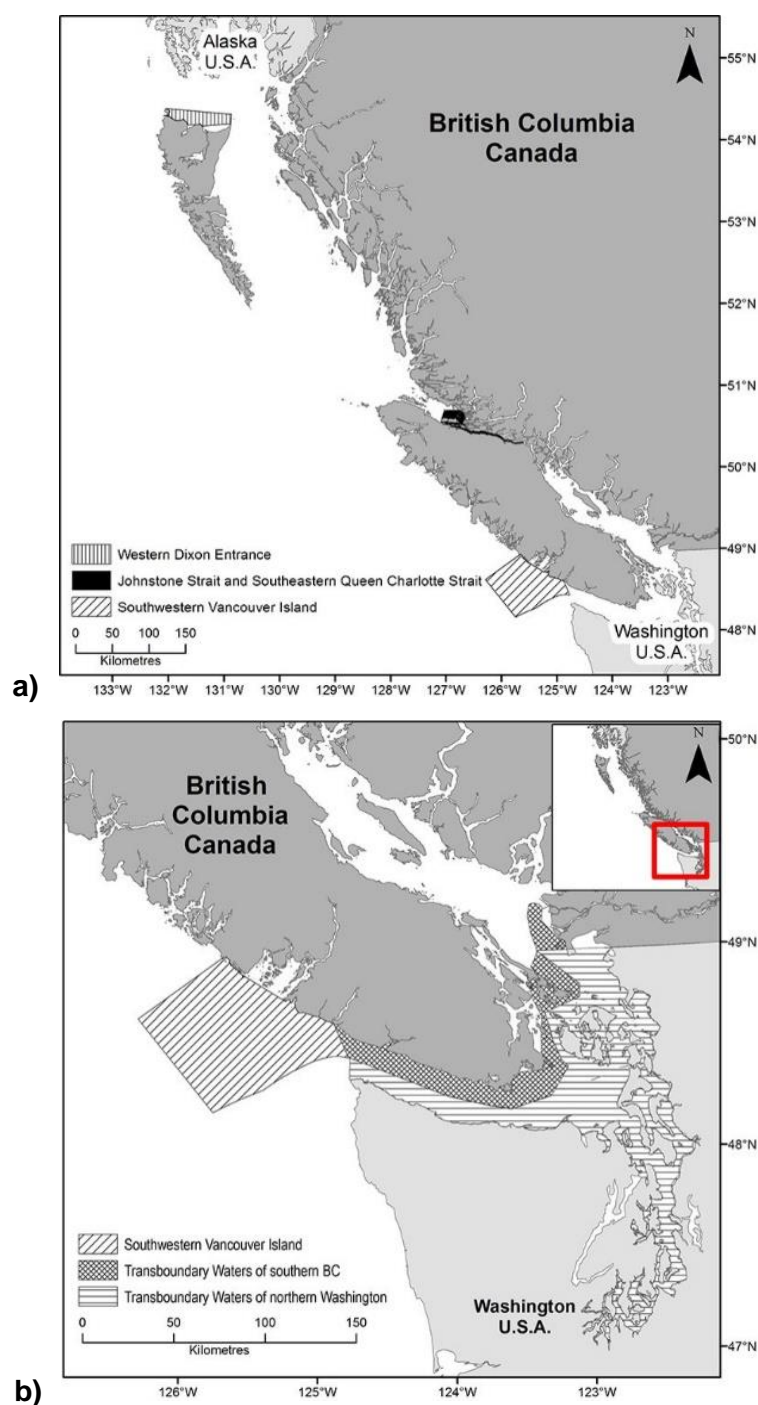 Alaska
U.S.A.
N
55°N
54°N
British Columbia
Canada
53°N
52°N
51°N
50°N
49°N
48°N
Western Dixon Entrance
Johnstone Strait and Southeastern Queen Charlotte Strait
Southwestern Vancouver Island
0 50 100 150
Kilometres
Washington
U.S.A.
a)
133°W 132°W 131°W 130°W 129°W 128°W 127°W 126°W 125°W 124°W 123°W
N
50°N
British
Columbia
Canada
49°N
48°N
47°N
Southwestern Vancouver Island
Transboundary Waters of southern BC
Transboundary Waters of northern Washington
0 50 100 150
Kilometres
Washington
U.S.A.
b)
126°W 125°W 124°W 123°W